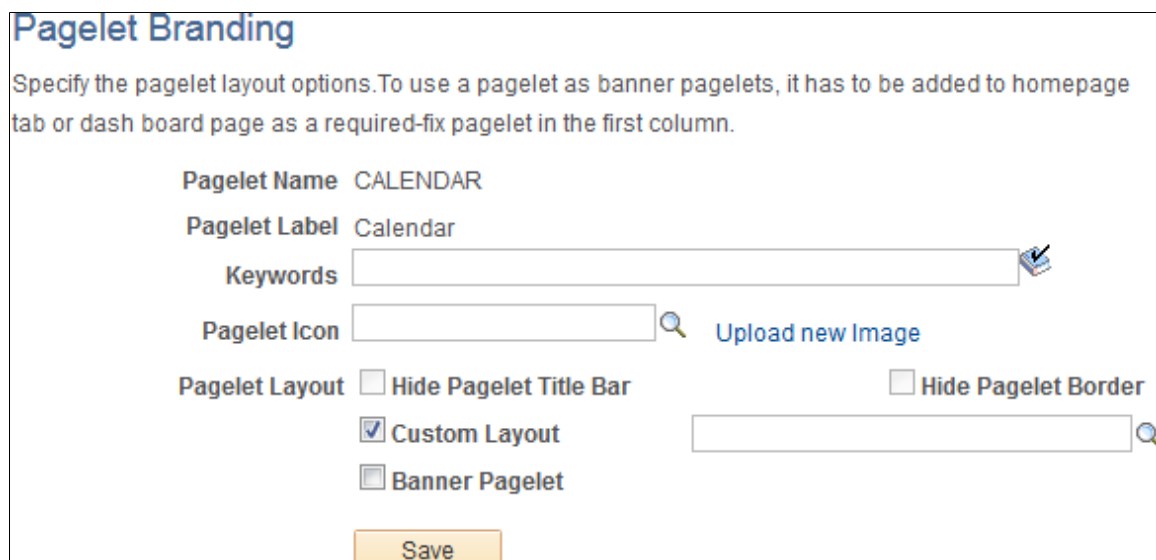 Pagelet Branding
Specify the pagelet layout options.To use a pagelet as banner pagelets, it has to be added to homepage
tab or dash board page as a required-fix pagelet in the first column.
Pagelet Name CALENDAR
Pagelet Label Calendar
Keywords
Pagelet Icon Upload new Image
Pagelet Layout Hide Pagelet Title Bar Hide Pagelet Border
Custom Layout
Banner Pagelet
Save